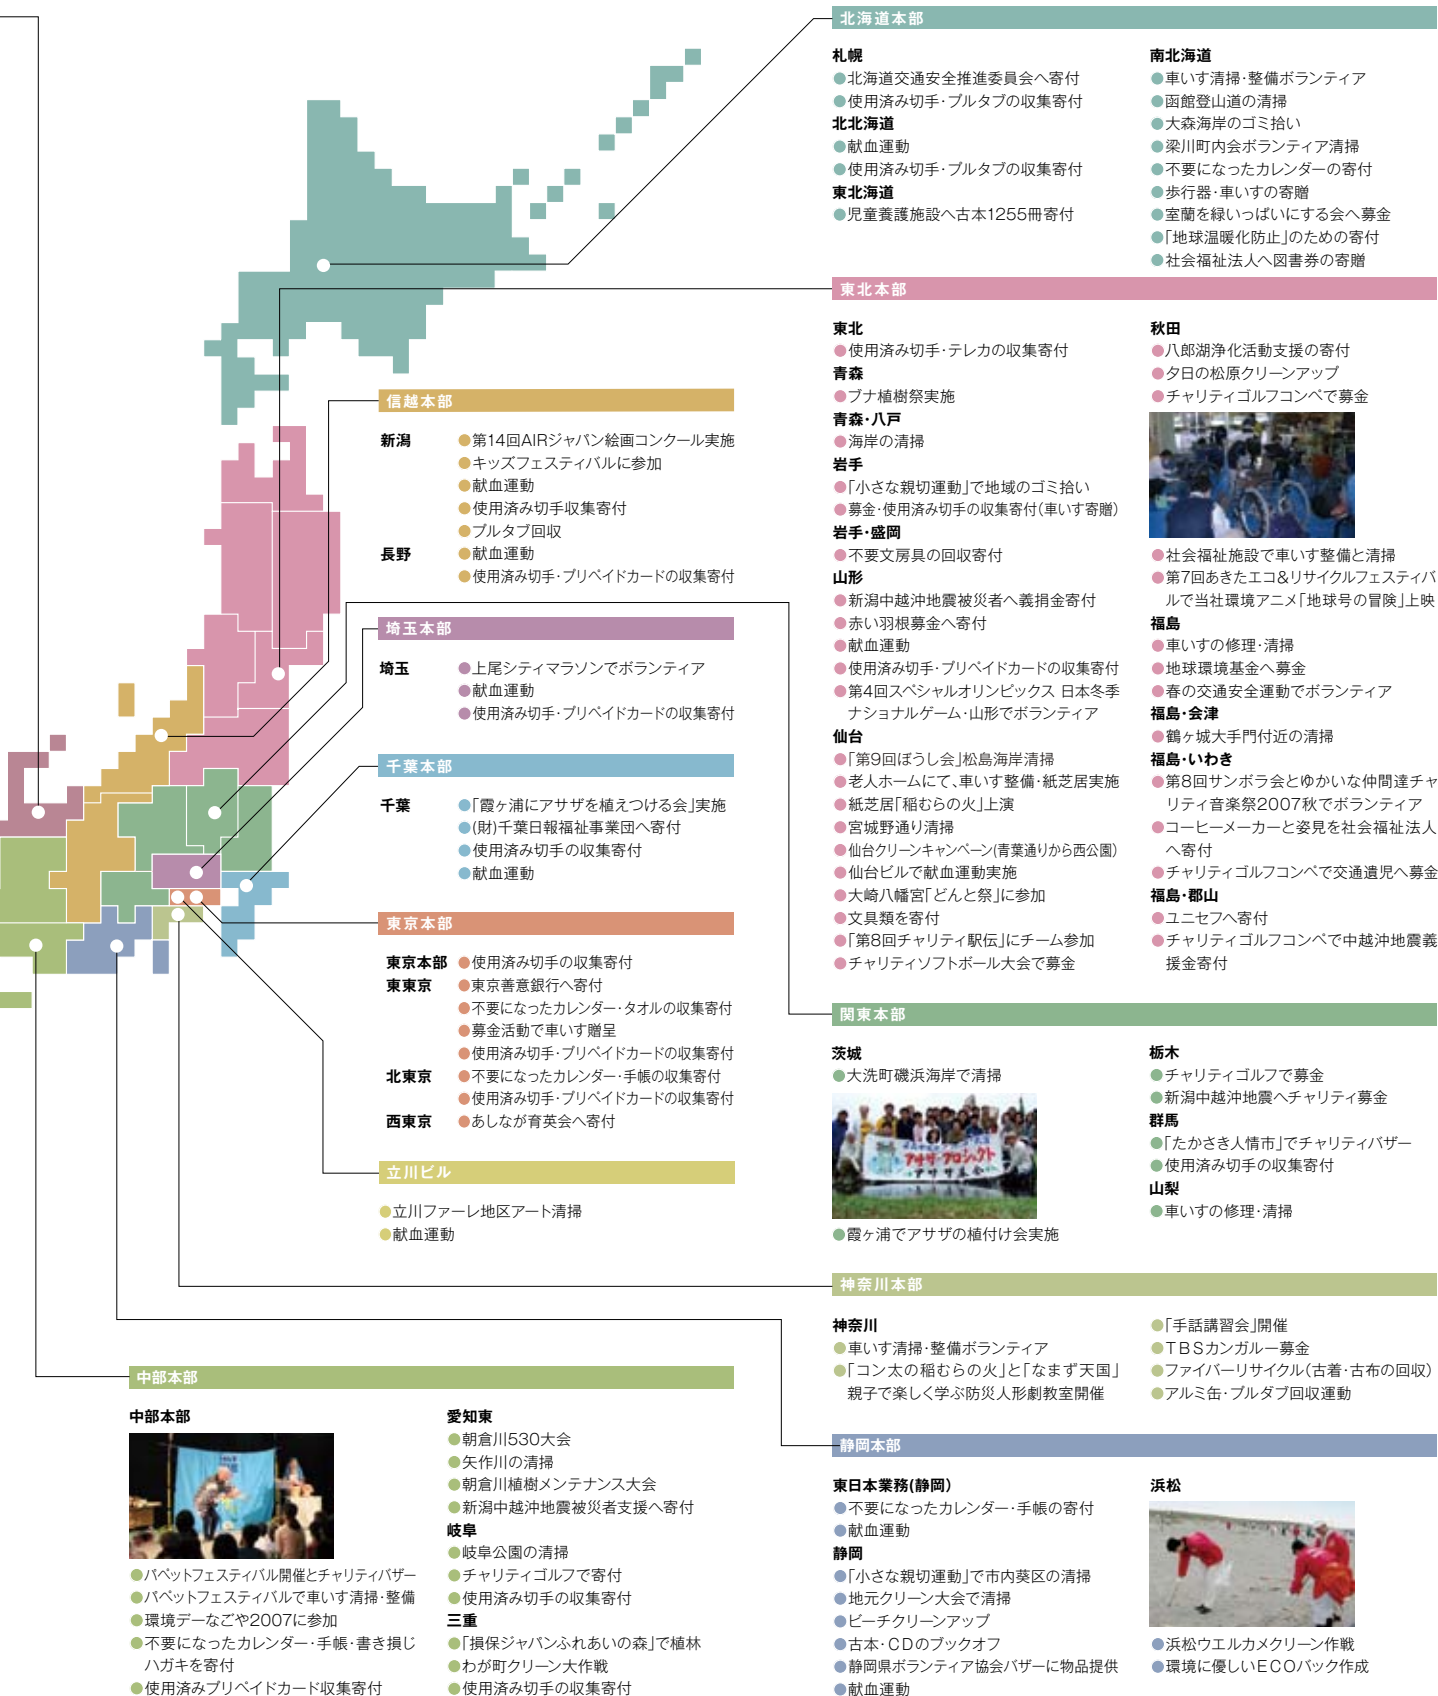 北海道本部
札幌
●北海道交通安全推進委員会へ寄付
●使用済み切手・プルタブの収集寄付
北北海道
●献血運動
●使用済み切手・プルタブの収集寄付
東北海道
●児童養護施設へ古本1255冊寄付
南北海道
●車いす清掃・整備ボランティア
●函館登山道の清掃
●大森海岸のゴミ拾い
●梁川町内会ボランティア清掃
●不要になったカレンダーの寄付
●歩行器・車いすの寄贈
●室蘭を緑いっぱいにする会へ募金
●「地球温暖化防止」のための寄付
●社会福祉法人へ図書券の寄贈
東北本部
東北
●使用済み切手・テレカの収集寄付
青森
●ブナ植樹祭実施
青森・八戸
●海岸の清掃
岩手
●「小さな親切運動」で地域のゴミ拾い
●募金・使用済み切手の収集寄付(車いす寄贈)
岩手・盛岡
●不要文房具の回収寄付
山形
●新潟中越沖地震被災者へ義捐金寄付
●赤い羽根募金へ寄付
●献血運動
●使用済み切手・プリペイドカードの収集寄付
●第4回スペシャルオリンピックス 日本冬季
ナショナルゲーム・山形でボランティア
仙台
●「第9回ぼうし会」松島海岸清掃
●老人ホームにて、車いす整備・紙芝居実施
●紙芝居「稲むらの火」上演
●宮城野通り清掃
●仙台クリーンキャンペーン(青葉通りから西公園)
●仙台ビルで献血運動実施
●大崎八幡宮「どんと祭」に参加
●文具類を寄付
●「第8回チャリティ駅伝」にチーム参加
●チャリティソフトボール大会で募金
秋田
●八郎湖浄化活動支援の寄付
●夕日の松原クリーンアップ
●チャリティゴルフコンペで募金
●社会福祉施設で車いす整備と清掃
●第7回あきたエコ&リサイクルフェスティバ
ルで当社環境アニメ「地球号の冒険」上映
福島
●車いすの修理・清掃
●地球環境基金へ募金
●春の交通安全運動でボランティア
福島・会津
●鶴ヶ城大手門付近の清掃
福島・いわき
●第8回サンボラ会とゆかいな仲間達チャ
リティ音楽祭2007秋でボランティア
●コーヒーメーカーと姿見を社会福祉法人
へ寄付
●チャリティゴルフコンペで交通遺児へ募金
福島・郡山
●ユニセフへ寄付
●チャリティゴルフコンペで中越沖地震義
援金寄付
信越本部
新潟
●第14回AIRジャパン絵画コンクール実施
●キッズフェスティバルに参加
●献血運動
●使用済み切手収集寄付
●プルタブ回収
長野
●献血運動
●使用済み切手・プリペイドカードの収集寄付
埼玉本部
埼玉
●上尾シティマラソンでボランティア
●献血運動
●使用済み切手・プリペイドカードの収集寄付
千葉本部
千葉
●「霞ヶ浦にアサザを植えつける会」実施
●(財)千葉日報福祉事業団へ寄付
●使用済み切手の収集寄付
●献血運動
東京本部
東京本部 ●使用済み切手の収集寄付
東東京 ●東京善意銀行へ寄付
●不要になったカレンダー・タオルの収集寄付
●募金活動で車いす贈呈
●使用済み切手・プリペイドカードの収集寄付
北東京 ●不要になったカレンダー・手帳の収集寄付
●使用済み切手・プリペイドカードの収集寄付
西東京 ●あしなが育英会へ寄付
立川ビル
●立川ファーレ地区アート清掃
●献血運動
関東本部
茨城
●大洗町磯浜海岸で清掃
アサザ・プロジェクト
●霞ヶ浦でアサザの植付け会実施
栃木
●チャリティゴルフで募金
●新潟中越沖地震へチャリティ募金
群馬
●「たかさき人情市」でチャリティバザー
●使用済み切手の収集寄付
山梨
●車いすの修理・清掃
神奈川本部
神奈川
●車いす清掃・整備ボランティア
●「コン太の稲むらの火」と「なまず天国」
親子で楽しく学ぶ防災人形劇教室開催
●「手話講習会」開催
●TBSカンガルー募金
●ファイバーリサイクル(古着・古布の回収)
●アルミ缶・プルダブ回収運動
中部本部
中部本部
●パペットフェスティバル開催とチャリティバザー
●パペットフェスティバルで車いす清掃・整備
●環境デーなごや2007に参加
●不要になったカレンダー・手帳・書き損じ
ハガキを寄付
●使用済みプリペイドカード収集寄付
愛知東
●朝倉川530大会
●矢作川の清掃
●朝倉川植樹メンテナンス大会
●新潟中越沖地震被災者支援へ寄付
岐阜
●岐阜公園の清掃
●チャリティゴルフで寄付
●使用済み切手の収集寄付
三重
●「損保ジャパンふれあいの森」で植林
●わが町クリーン大作戦
●使用済み切手の収集寄付
静岡本部
東日本業務(静岡)
●不要になったカレンダー・手帳の寄付
●献血運動
静岡
●「小さな親切運動」で市内葵区の清掃
●地元クリーン大会で清掃
●ビーチクリーンアップ
●古本・CDのブックオフ
●静岡県ボランティア協会バザーに物品提供
●献血運動
浜松
●浜松ウエルカメクリーン作戦
●環境に優しいECOバック作成